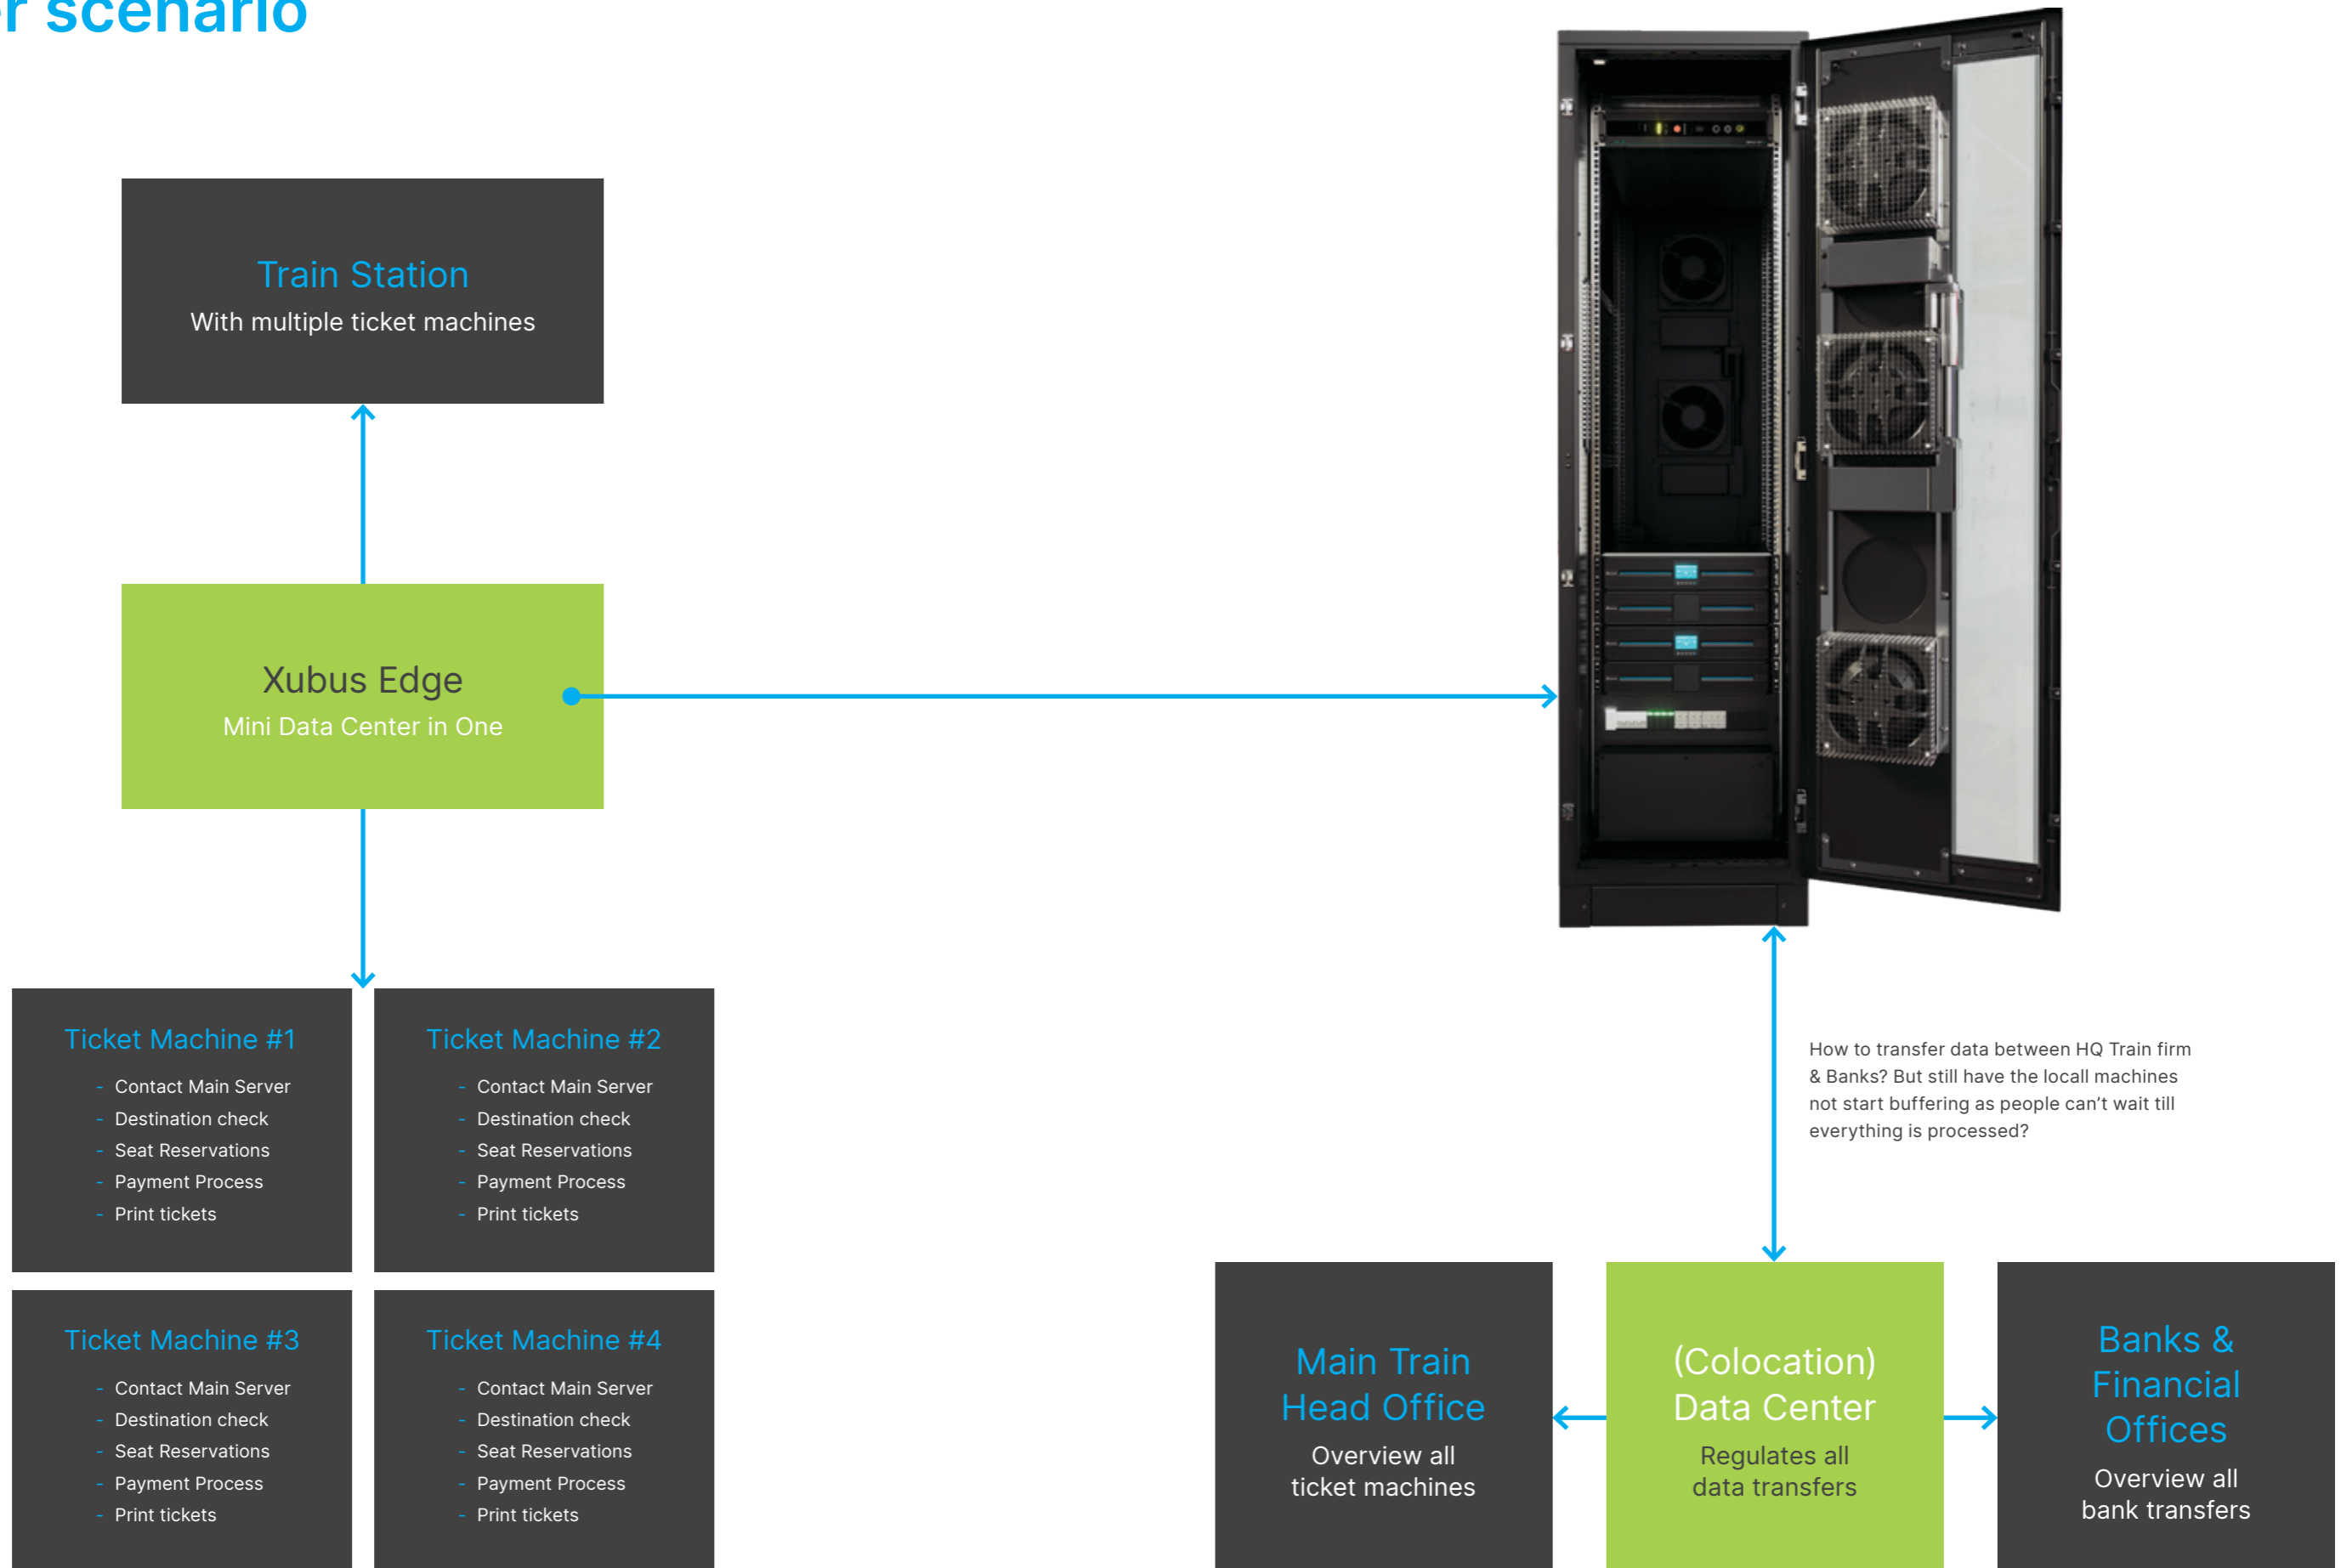 scenario
Train Station
With multiple ticket machines
Xubus Edge
Mini Data Center in One
Ticket Machine #1
- Contact Main Server
- Destination check
- Seat Reservations
- Payment Process
- Print tickets
Ticket Machine #2
- Contact Main Server
- Destination check
- Seat Reservations
- Payment Process
- Print tickets
Ticket Machine #3
- Contact Main Server
- Destination check
- Seat Reservations
- Payment Process
- Print tickets
Ticket Machine #4
- Contact Main Server
- Destination check
- Seat Reservations
- Payment Process
- Print tickets
How to transfer data between HQ Train firm
& Banks? But still have the locall machines
not start buffering as people can’t wait till
everything is processed?
Main Train
Head Office
Overview all
ticket machines
(Colocation)
Data Center
Regulates all
data transfers
Banks &
Financial
Offices
Overview all
bank transfers